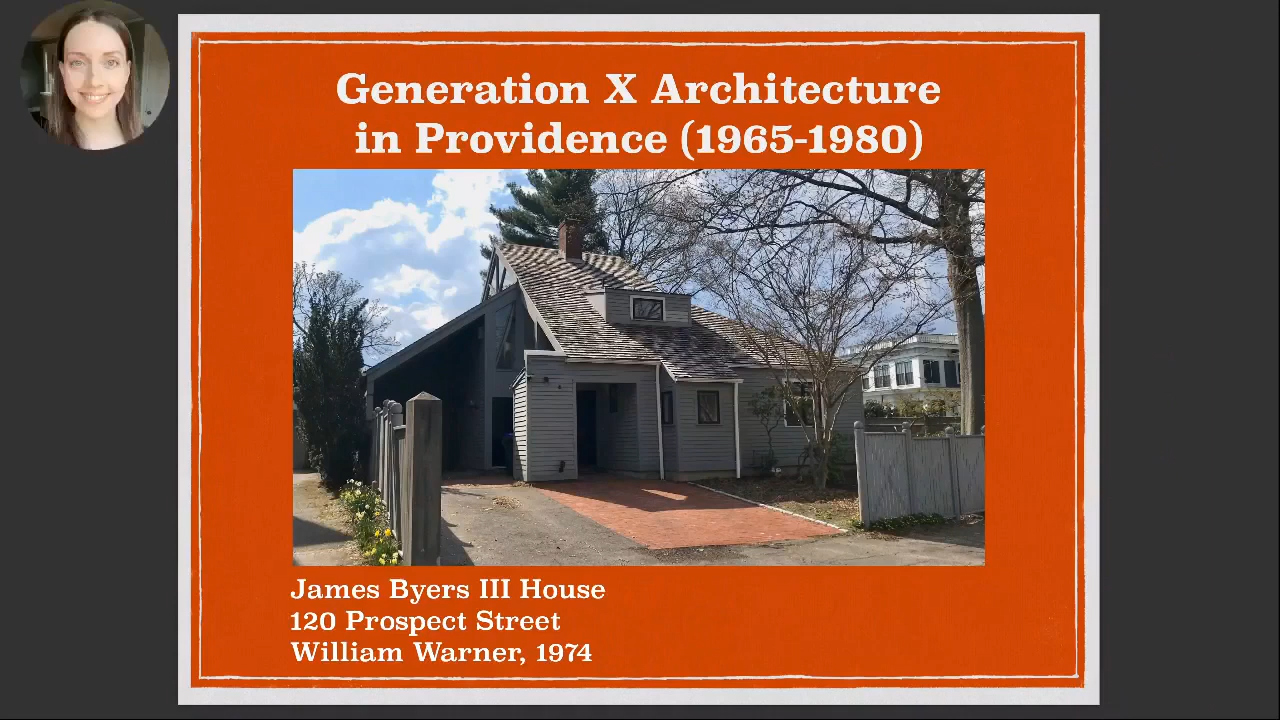 Generation X Architecture
in Providence (1965-1980)
James Byers III House
120 Prospect Street
William Warner, 1974